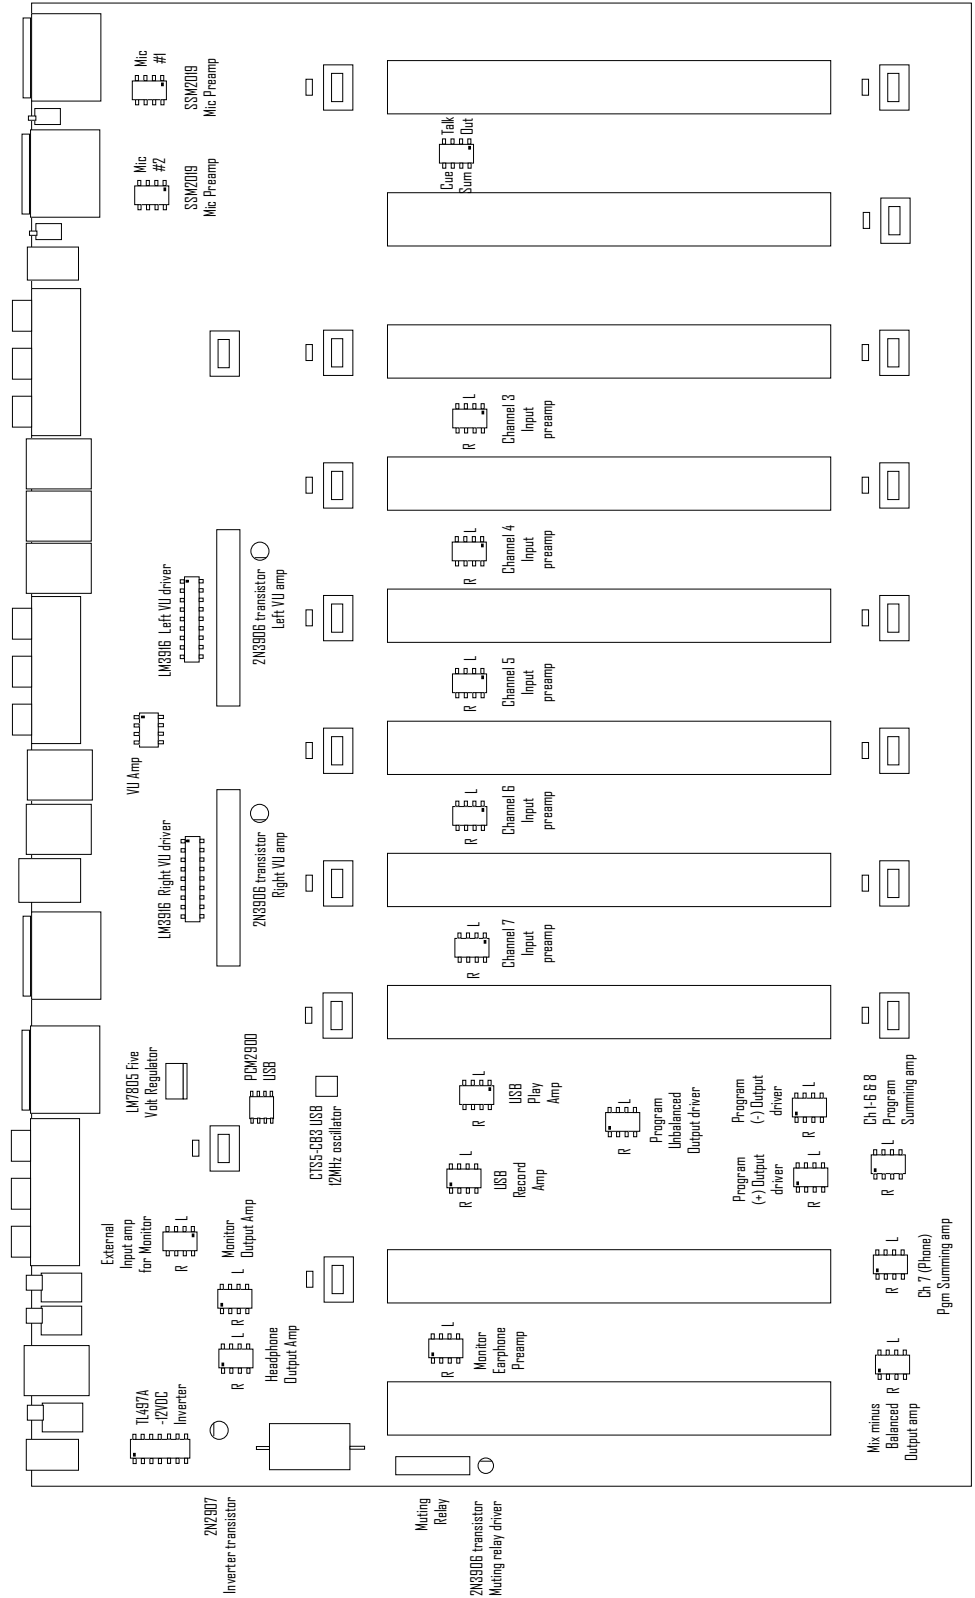 Mic
#1
SSM2019
Mic Preamp
Mic
#2
SSM2019
Mic Preamp
Cue
Sum
Talk
Out
R
L
Channel 3
Input
preamp
R
L
Channel 4
Input
preamp
LM3916  Left VU driver
2N3906 transistor
Left VU amp
R
L
Channel 5
Input
preamp
VU Amp
R
L
Channel 6
Input
preamp
LM3916  Right VU driver
2N3906 transistor
Right VU amp
R
L
Channel 7
Input
preamp
LM7805 Five
Volt Regulator
PCM2900
USB
CTS5-CB3 USB
12MHz oscillator
R
L
USB
Play
Amp
R
L
USB
Record
Amp
R
L
Program
Unbalanced
Output driver
Program
(-) Output
driver
R
L
Program
(+) Output
driver
R
L
Ch 1-6 & 8
Program
Summing amp
R
L
External
Input amp
for Monitor
R
L
Monitor
Output Amp
R
L
R
L
Headphone
Output Amp
R
L
Monitor
Earphone
Preamp
R
L
Ch 7 (Phone)
Pgm Summing amp
R
L
Mix minus
Balanced
Output amp
TL497A
-12VDC
Inverter
2N2907
Inverter transistor
Muting
Relay
2N3906 transistor
Muting relay driver